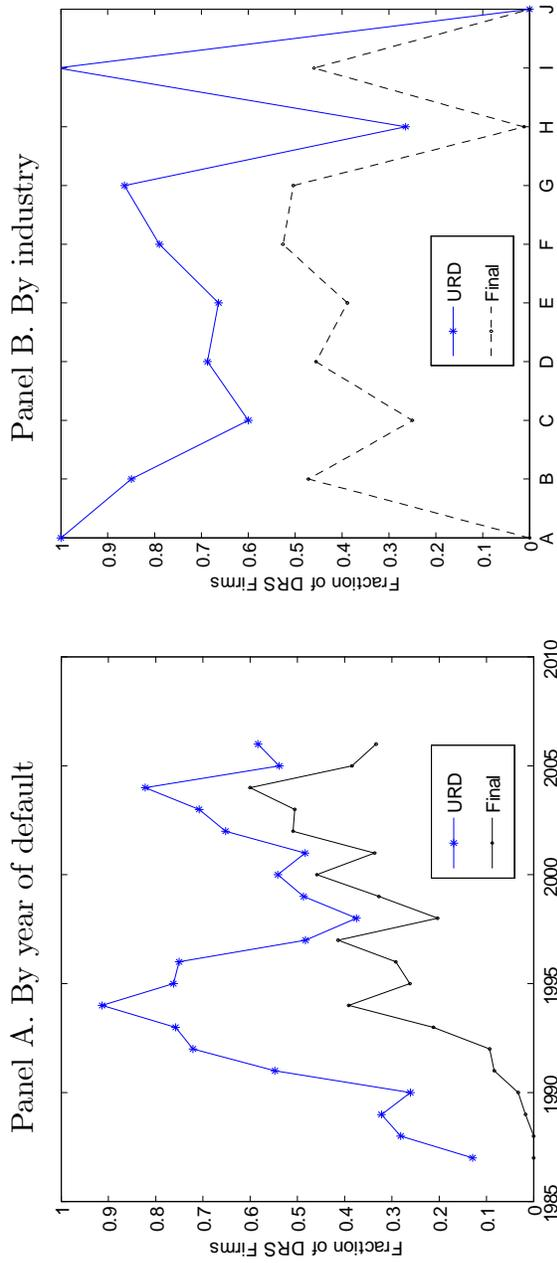 Panel A. By year of default
Fraction of DRS Firms
1
0.9
0.8
0.7
0.6
0.5
0.4
0.3
0.2
0.1
0
1985
1990
1995
2000
2005
2010
URD
Final
Panel B. By industry
Fraction of DRS Firms
1
0.9
0.8
0.7
0.6
0.5
0.4
0.3
0.2
0.1
0
A
B
C
D
E
F
G
H
I
J
URD
Final